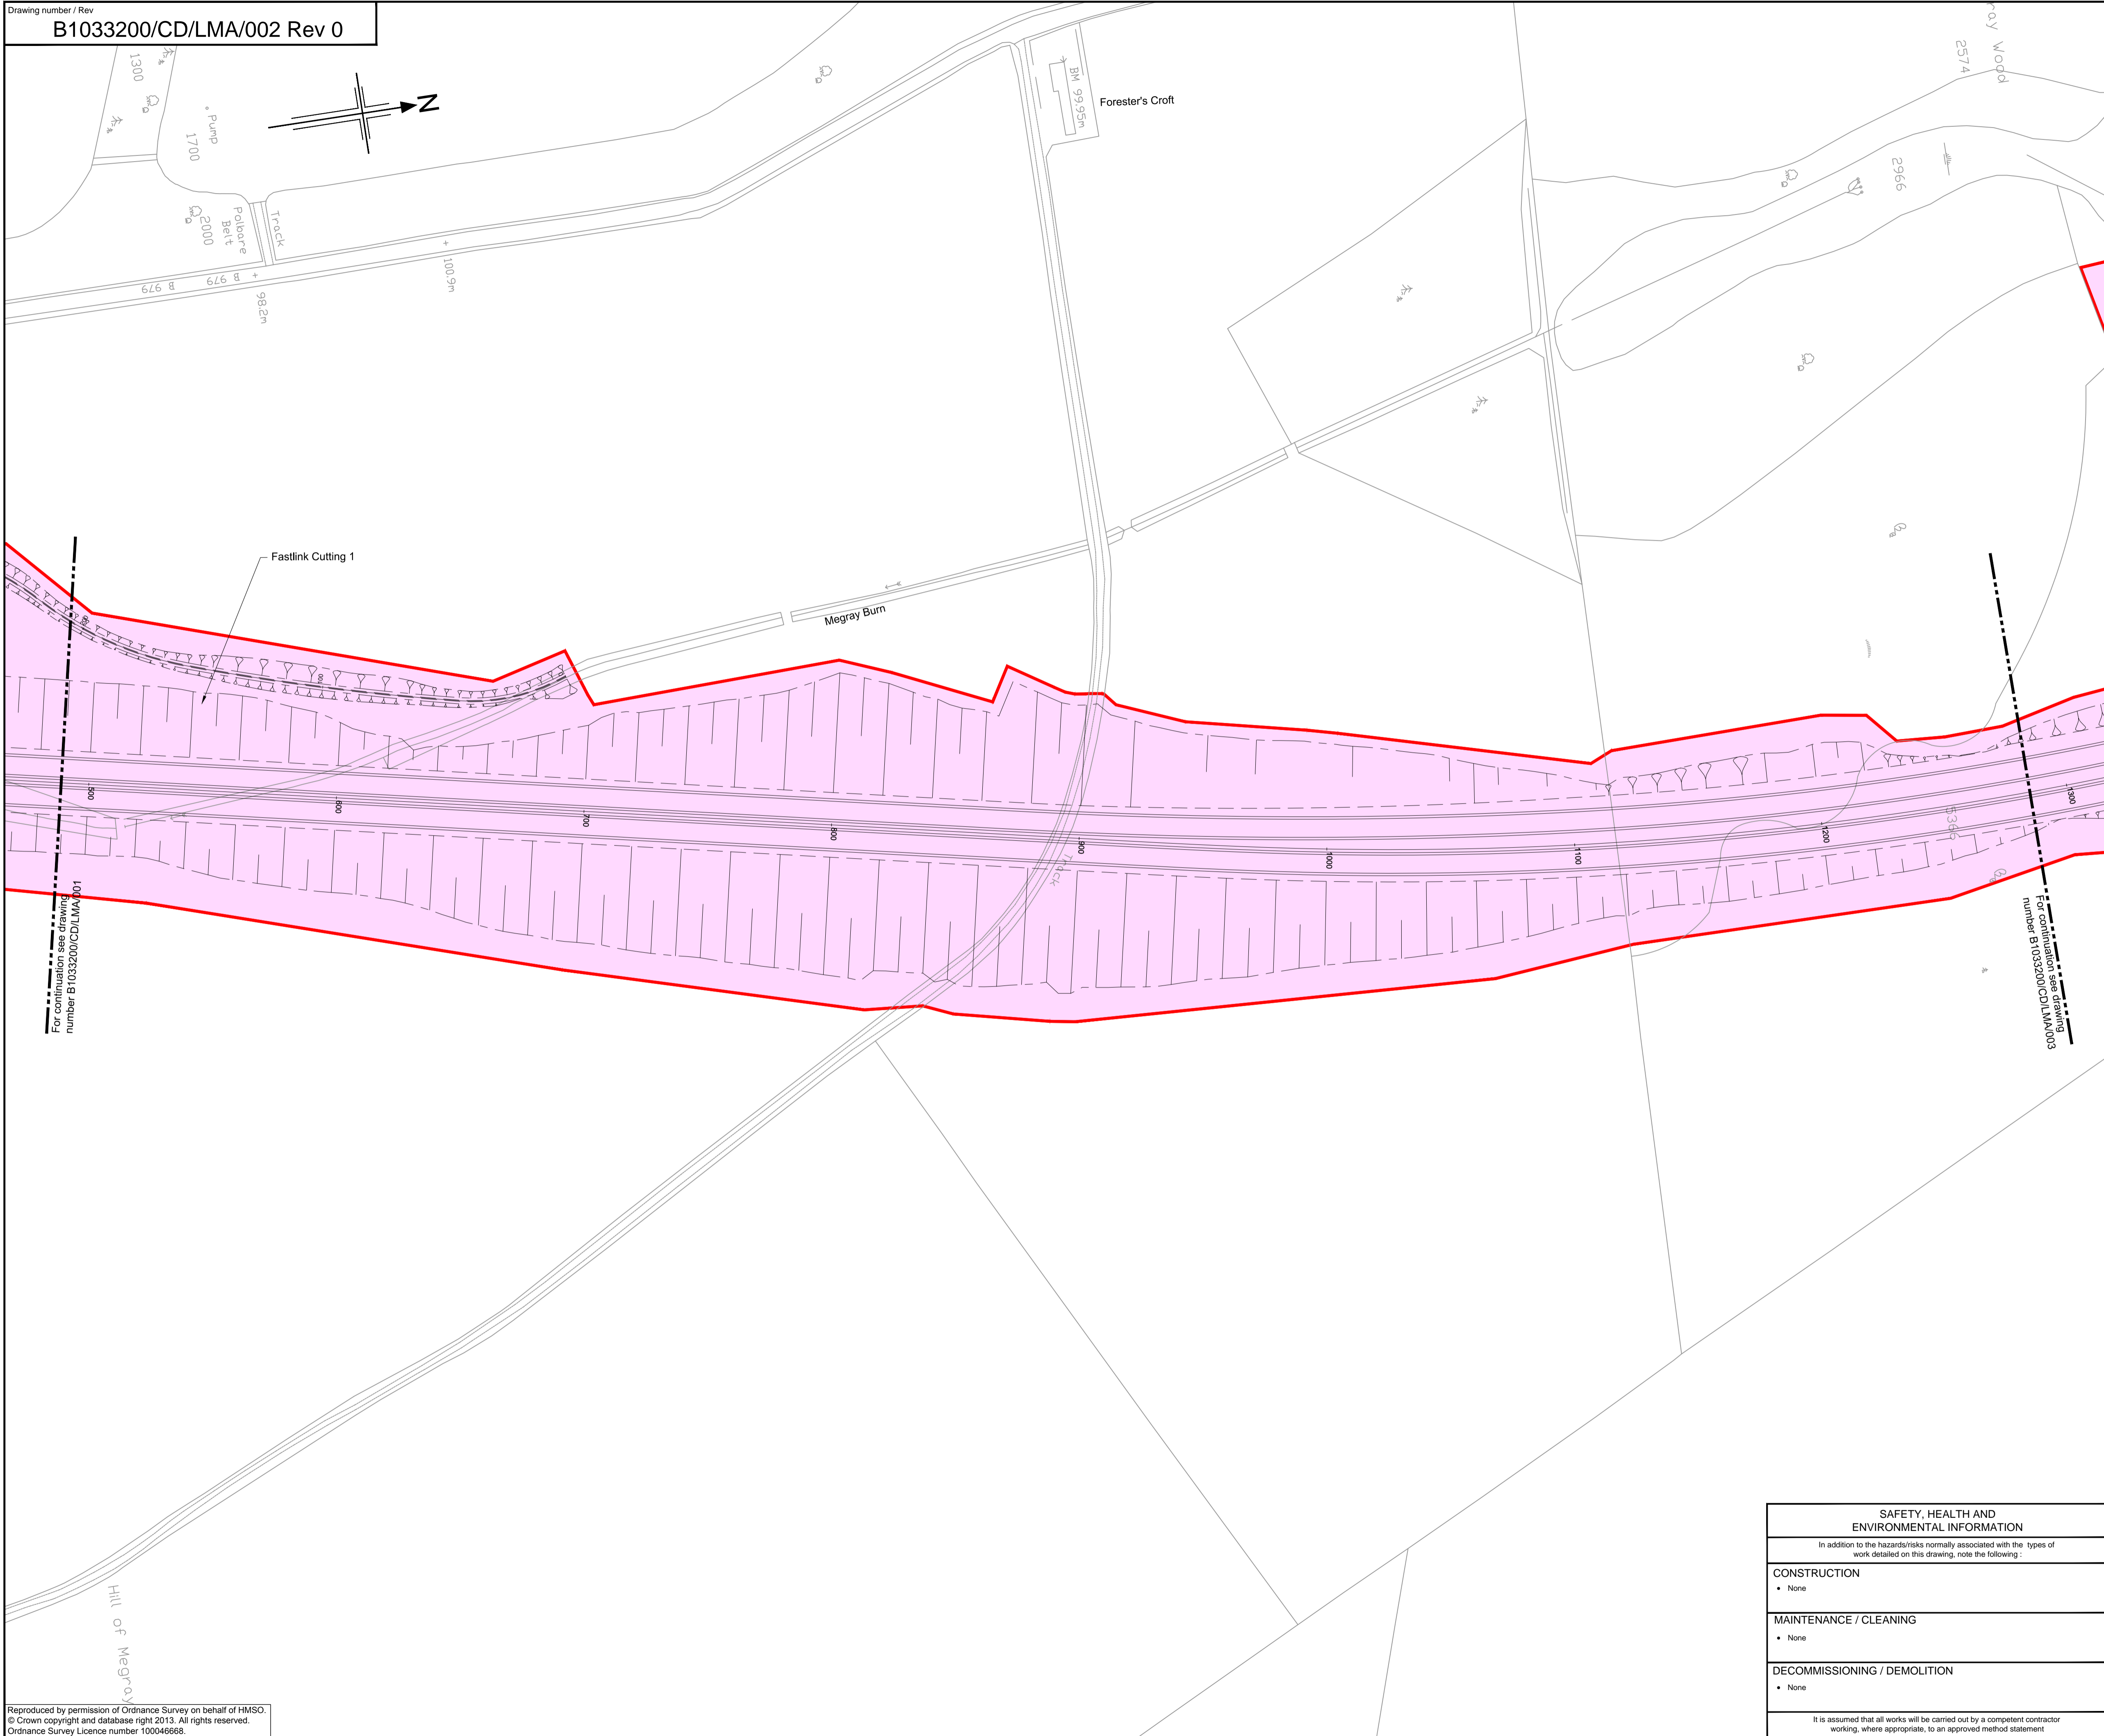 Drawing number / Rev
B1033200/CD/LMA/002 Rev 0
1300
Pump
1700
N
2000
Polbare
Belt
Track
B 979
B 979
98.2m
100.9m
BM 99.95m
Forester's Croft
ray Wood
2574
2966
Fastlink Cutting 1
Megray Burn
500
600
700
800
900
1000
1100
1200
1300
Track
5366
For continuation see drawing
number B1033200/CD/LMA/001
For continuation see drawing
number B1033200/CD/LMA/003
Hill of Megray
Reproduced by permission of Ordnance Survey on behalf of HMSO.
© Crown copyright and database right 2013. All rights reserved.
Ordnance Survey Licence number 100046668.
SAFETY, HEALTH AND
ENVIRONMENTAL INFORMATION
In addition to the hazards/risks normally associated with the types of
work detailed on this drawing, note the following :
CONSTRUCTION
• None
MAINTENANCE / CLEANING
• None
DECOMMISSIONING / DEMOLITION
• None
It is assumed that all works will be carried out by a competent contractor
working, where appropriate, to an approved method statement